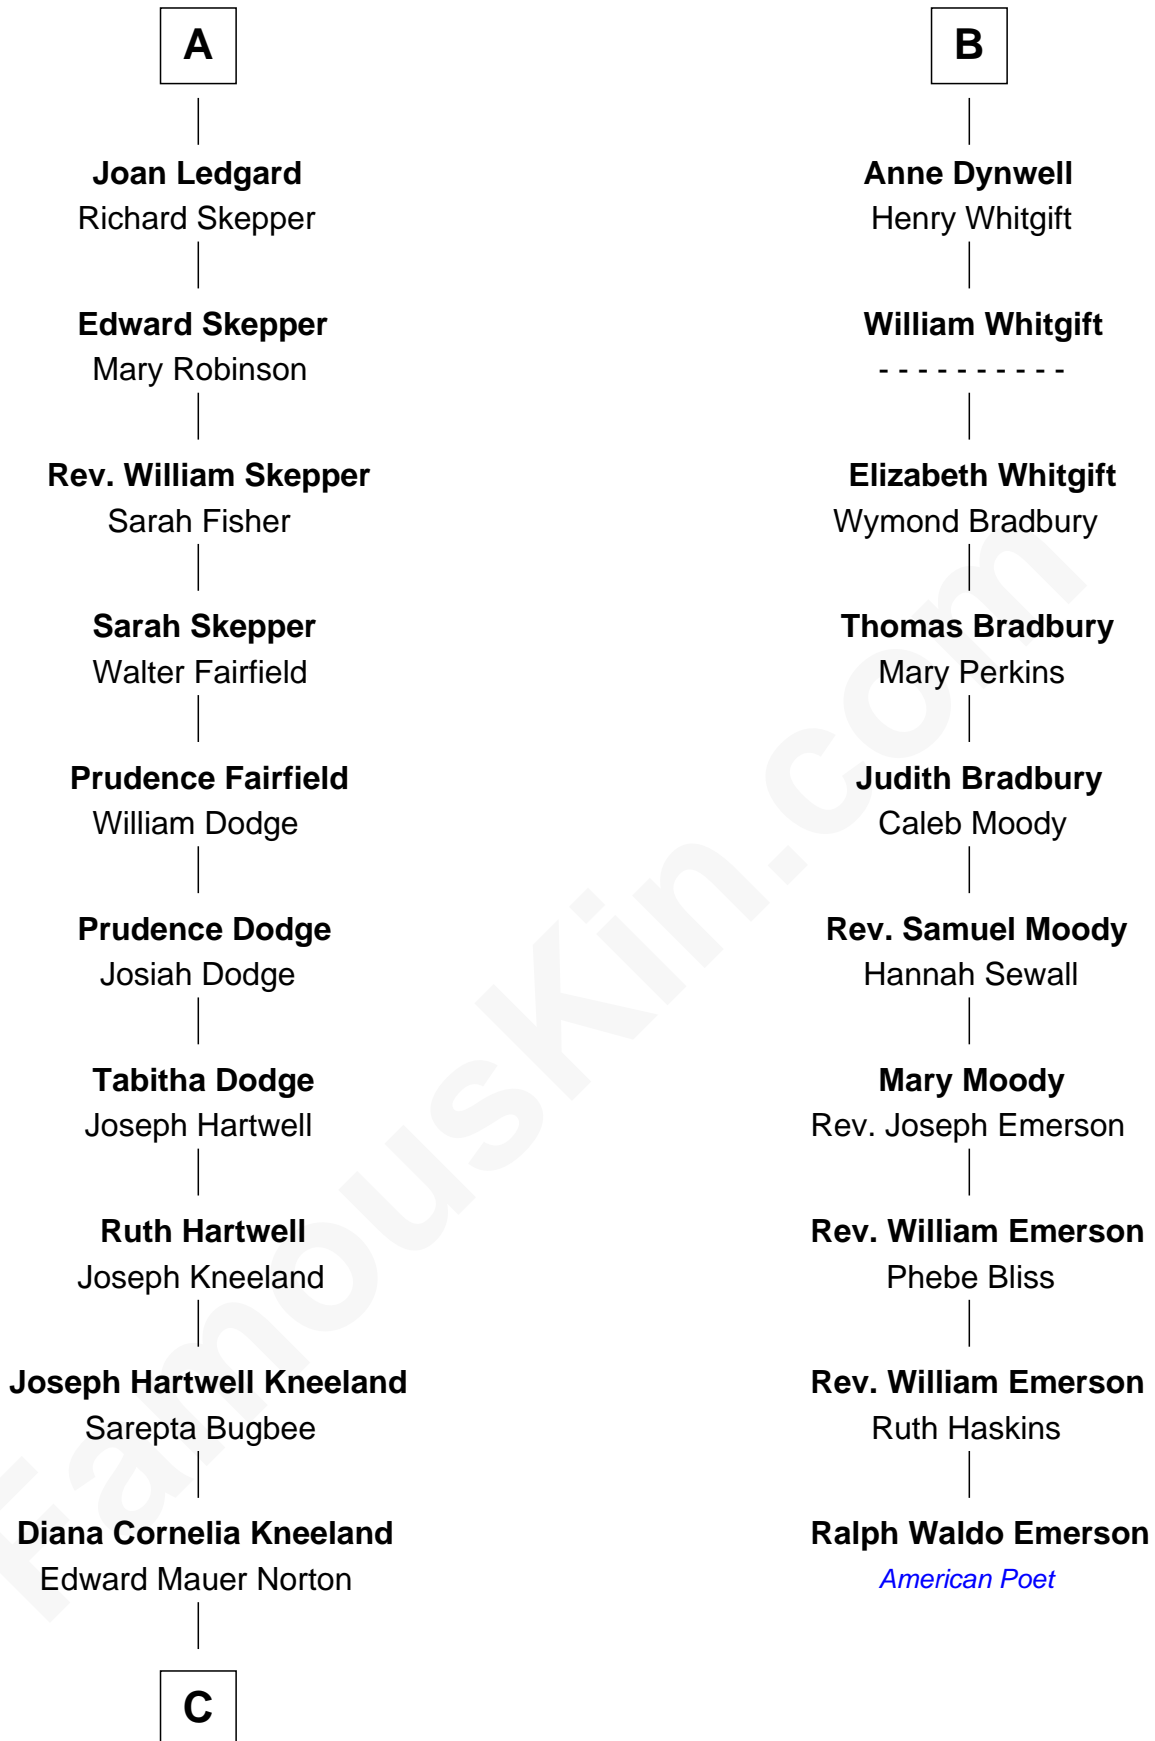 A
Joan Ledgard
Richard Skepper
Edward Skepper
Mary Robinson
Rev. William Skepper
Sarah Fisher
Sarah Skepper
Walter Fairfield
Prudence Fairfield
William Dodge
Prudence Dodge
Josiah Dodge
Tabitha Dodge
Joseph Hartwell
Ruth Hartwell
Joseph Kneeland
Joseph Hartwell Kneeland
Sarepta Bugbee
Diana Cornelia Kneeland
Edward Mauer Norton
C
B
Anne Dynwell
Henry Whitgift
William Whitgift
- - - - - - - - - -
Elizabeth Whitgift
Wymond Bradbury
Thomas Bradbury
Mary Perkins
Judith Bradbury
Caleb Moody
Rev. Samuel Moody
Hannah Sewall
Mary Moody
Rev. Joseph Emerson
Rev. William Emerson
Phebe Bliss
Rev. William Emerson
Ruth Haskins
Ralph Waldo Emerson
American Poet
FamousKin.com